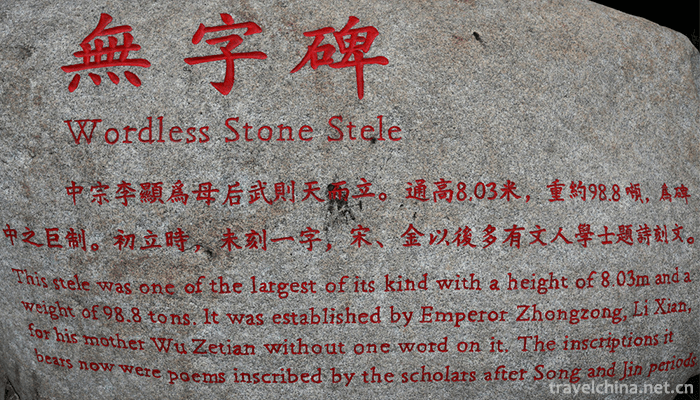 無字碑
Wordless Stone Stele
中宗李顯爲母后武則天而立。通高8.03米，重約98.8噸，爲碑
中之巨制。初立時，未刻一字，宋、金以後多有文人學士題詩刻文。
This stele was one of the largest of its kind with a height of 8.03m and a
weight of 98.8 tons. It was established by Emperor Zhongzong, Li Xian,
for his mother Wu Zetian without one word on it. The inscriptions it
bears now were poems inscribed by the scholars after Song and Jin periods
travelchina.net.cn